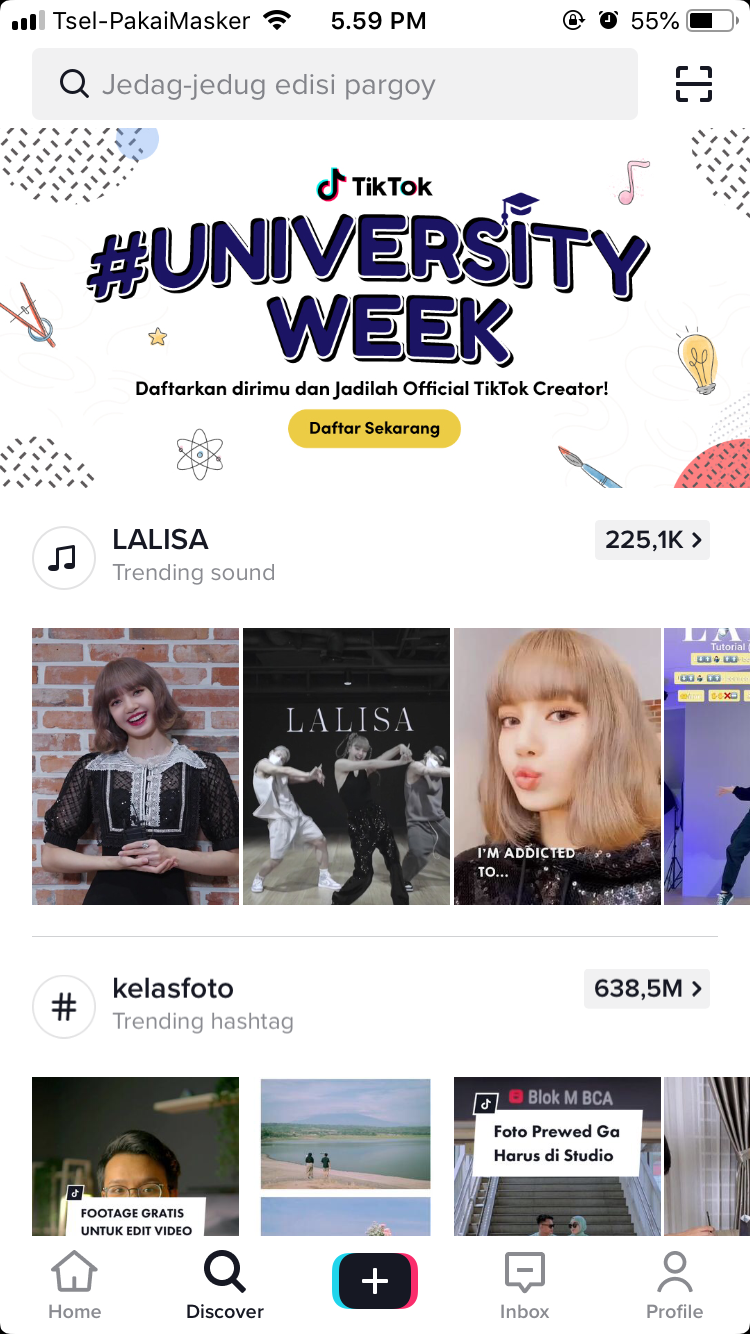 Tsel-PakaiMasker 5.59 PM 55%
Jedag-jedug edisi pargoy
TikTok
#UNIVERSITY
WEEK
Daftarkan dirimu dan Jadilah Official TikTok Creator!
Daftar Sekarang
LALISA 225,1K >
Trending sound
LALISA
I'M ADDICTED
TO...
Tutorial
# kelasfoto 638,5M >
Trending hashtag
FOOTAGE GRATIS
UNTUK EDIT VIDEO
Blok M BCA
Foto Prewed Ga
Harus di Studio
Home Discover Inbox Profile